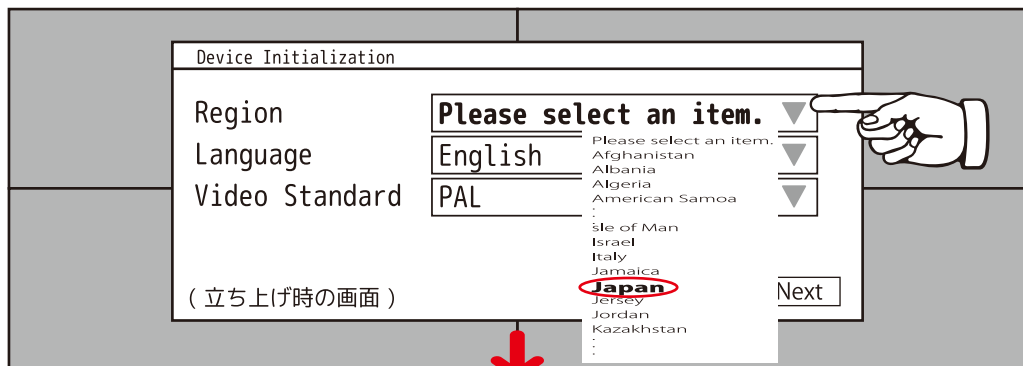 Device Initialization
Region
Please select an item.
Language
English
Video Standard
PAL
Please select an item.
Afghanistan
Albania
Algeria
American Samoa
:
sle of Man
Israel
Italy
Jamaica
Japan
Jersey
Jordan
Kazakhstan
:
:
(立ち上げ時の画面)
Next